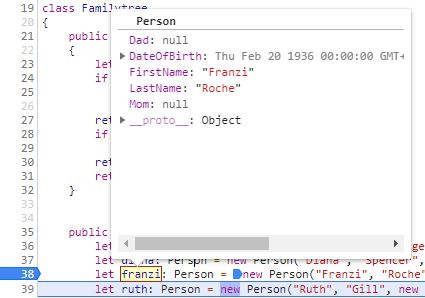 19 class Familytree
20 {
21 public
22 {
23 let
24 if
25
26
27 ret
28 if
29
30 ret
31 ret
32 }
33
34
35 public
36 let
37 let diana: Person = new Person("Diana", "Spencer",
38 let franzi: Person = new Person("Franzi", "Roche"
39 let ruth: Person = new Person("Ruth", "Gill", new
Person
Dad: null
DateOfBirth: Thu Feb 20 1936 00:00:00 GMT+
FirstName: "Franzi"
LastName: "Roche"
Mom: null
__proto__: Object